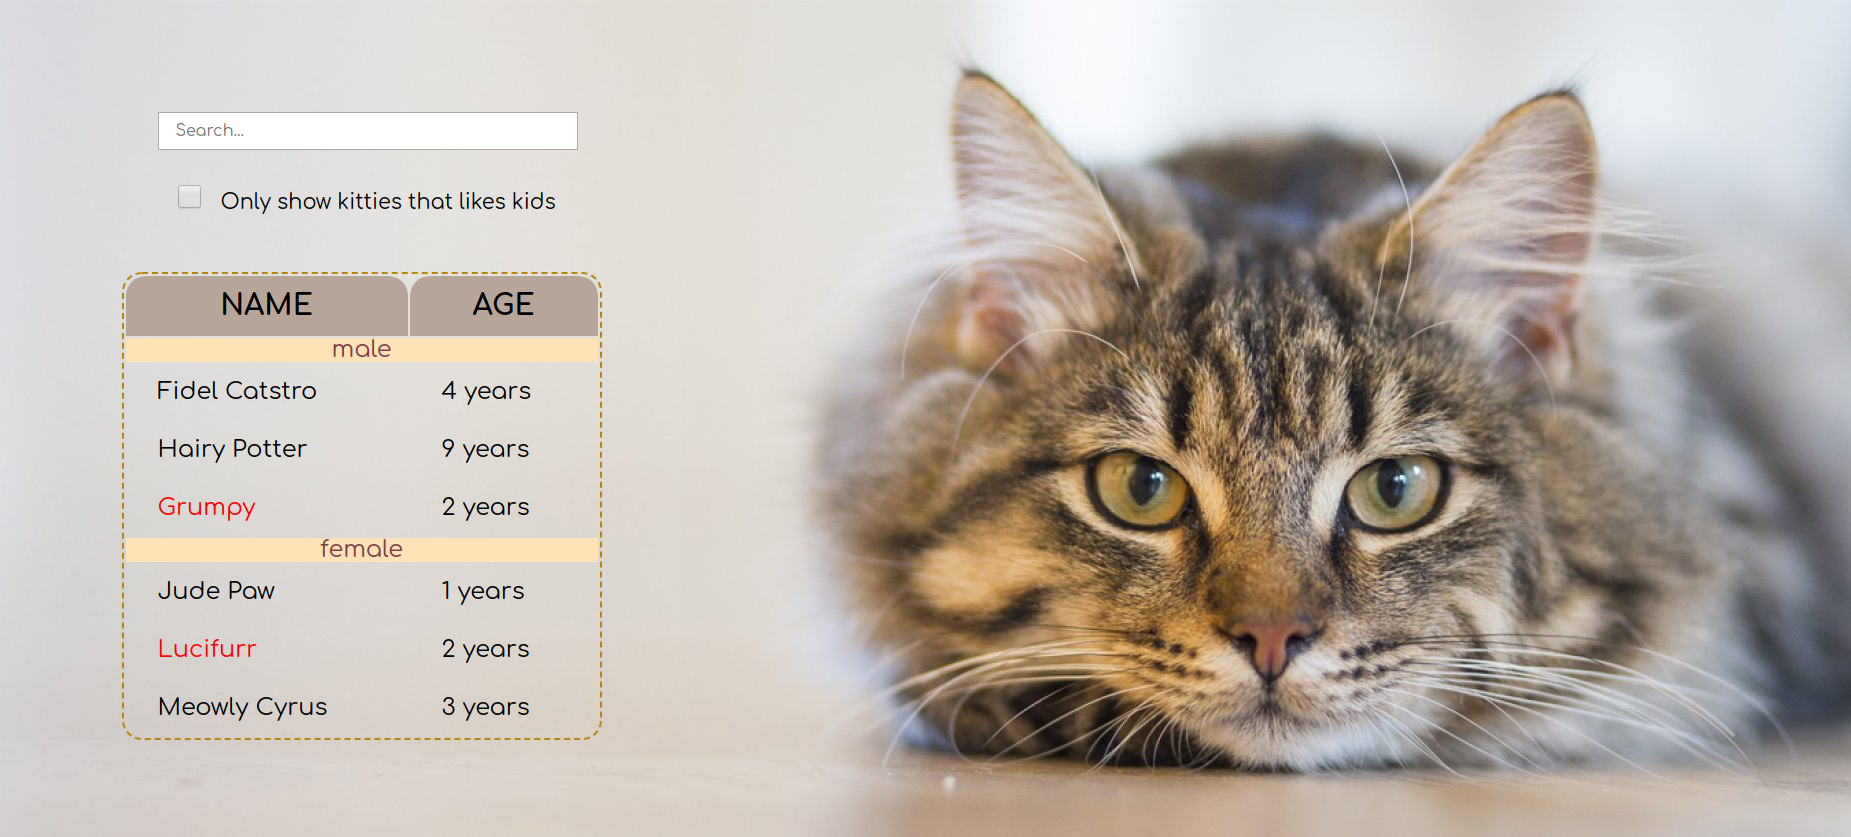 Search...
Only show kitties that likes kids
NAME AGE
male
Fidel Catstro 4 years
Hairy Potter 9 years
Grumpy 2 years
female
Jude Paw 1 years
Lucifurr 2 years
Meowly Cyrus 3 years